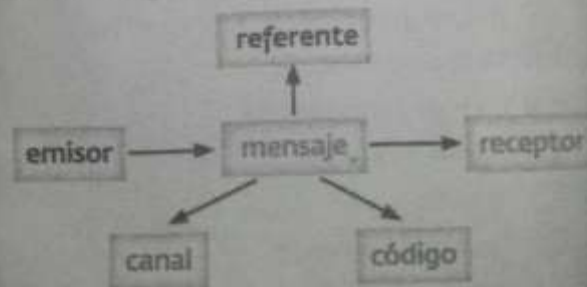 referente
emisor
mensaje
receptor
canal
código